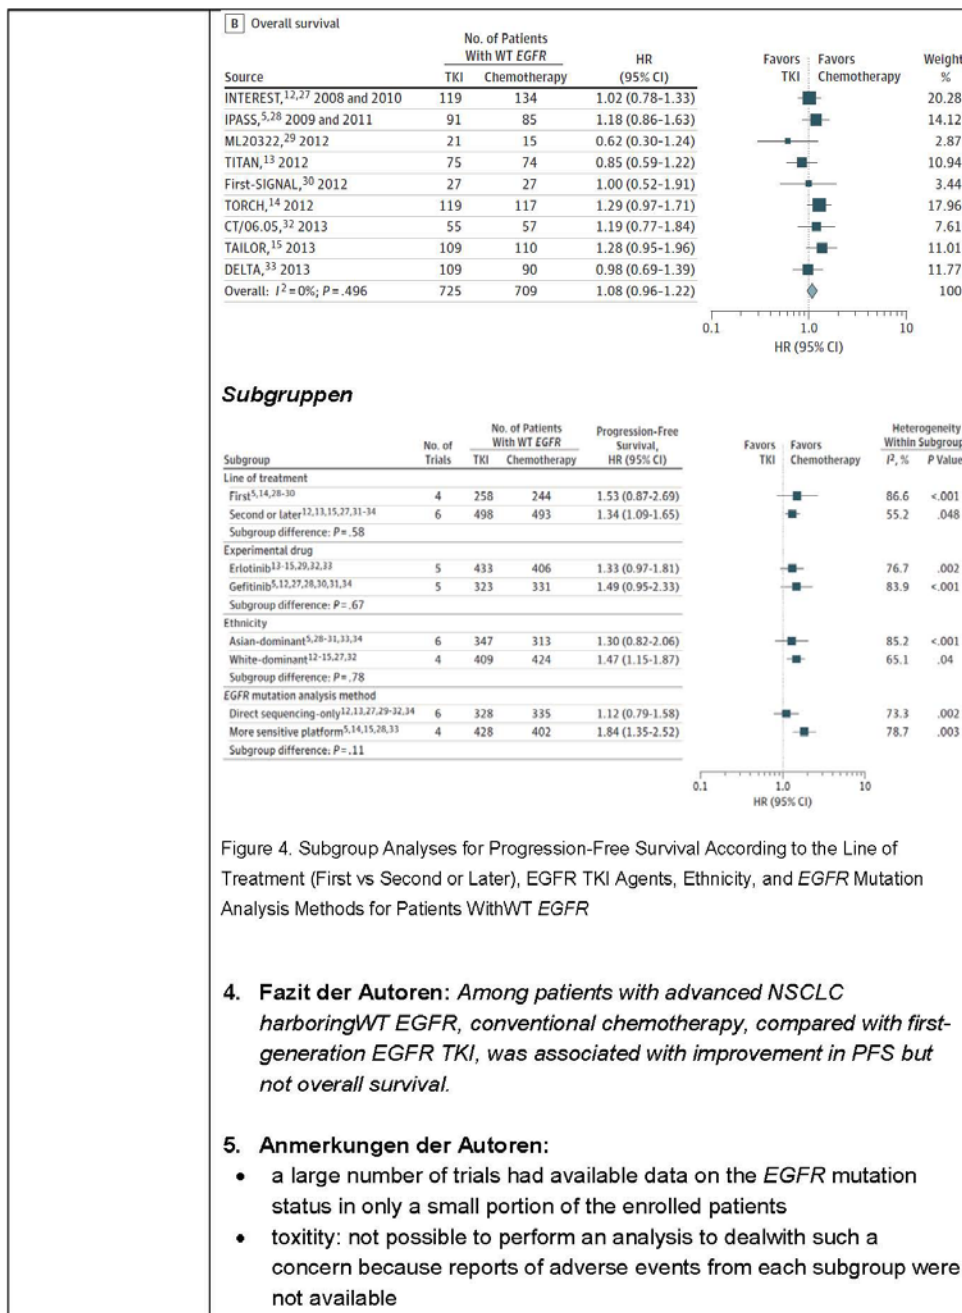 B Overall survival
No. of Patients
With WT EGFR HR Favors Favors Weight
Source TKI Chemotherapy (95% CI) TKI Chemotherapy %
INTEREST,12,27 2008 and 2010 119 134 1.02 (0.78-1.33) 20.28
IPASS,5,28 2009 and 2011 91 85 1.18 (0.86-1.63) 14.12
ML20322,29 2012 21 15 0.62 (0.30-1.24) 2.87
TITAN,13 2012 75 74 0.85 (0.59-1.22) 10.94
First-SIGNAL,30 2012 27 27 1.00 (0.52-1.91) 3.44
TORCH,14 2012 119 117 1.29 (0.97-1.71) 17.96
CT/06.05,32 2013 55 57 1.19 (0.77-1.84) 7.61
TAILOR,15 2013 109 110 1.28 (0.95-1.96) 11.01
DELTA,33 2013 109 90 0.98 (0.69-1.39) 11.77
Overall: I2=0%; P=.496 725 709 1.08 (0.96-1.22) 100
0.1 1.0 10
HR (95% CI)
Subgruppen
No. of Patients Progression-Free Heterogeneity
No. of With WT EGFR Survival, Favors Favors Within Subgroup
Subgroup Trials TKI Chemotherapy HR (95% CI) TKI Chemotherapy I2, % P Value
Line of treatment
First5,14,28-30 4 258 244 1.53 (0.87-2.69) 86.6 <.001
Second or later12,13,15,27,31-34 6 498 493 1.34 (1.09-1.65) 55.2 .048
Subgroup difference: P=.58
Experimental drug
Erlotinib13-15,29,32,33 5 433 406 1.33 (0.97-1.81) 76.7 .002
Gefitinib5,12,27,28,30,31,34 5 323 331 1.49 (0.95-2.33) 83.9 <.001
Subgroup difference: P=.67
Ethnicity
Asian-dominant5,28-31,33,34 6 347 313 1.30 (0.82-2.06) 85.2 <.001
White-dominant12-15,27,32 4 409 424 1.47 (1.15-1.87) 65.1 .04
Subgroup difference: P=.78
EGFR mutation analysis method
Direct sequencing-only12,13,27,29-32,34 6 328 335 1.12 (0.79-1.58) 73.3 .002
More sensitive platform5,14,15,28,33 4 428 402 1.84 (1.35-2.52) 78.7 .003
Subgroup difference: P=.11
0.1 1.0 10
HR (95% CI)
Figure 4. Subgroup Analyses for Progression-Free Survival According to the Line of
Treatment (First vs Second or Later), EGFR TKI Agents, Ethnicity, and EGFR Mutation
Analysis Methods for Patients WithWT EGFR
4. Fazit der Autoren: Among patients with advanced NSCLC
harboringWT EGFR, conventional chemotherapy, compared with first-
generation EGFR TKI, was associated with improvement in PFS but
not overall survival.
5. Anmerkungen der Autoren:
• a large number of trials had available data on the EGFR mutation
status in only a small portion of the enrolled patients
• toxitity: not possible to perform an analysis to dealwith such a
concern because reports of adverse events from each subgroup were
not available